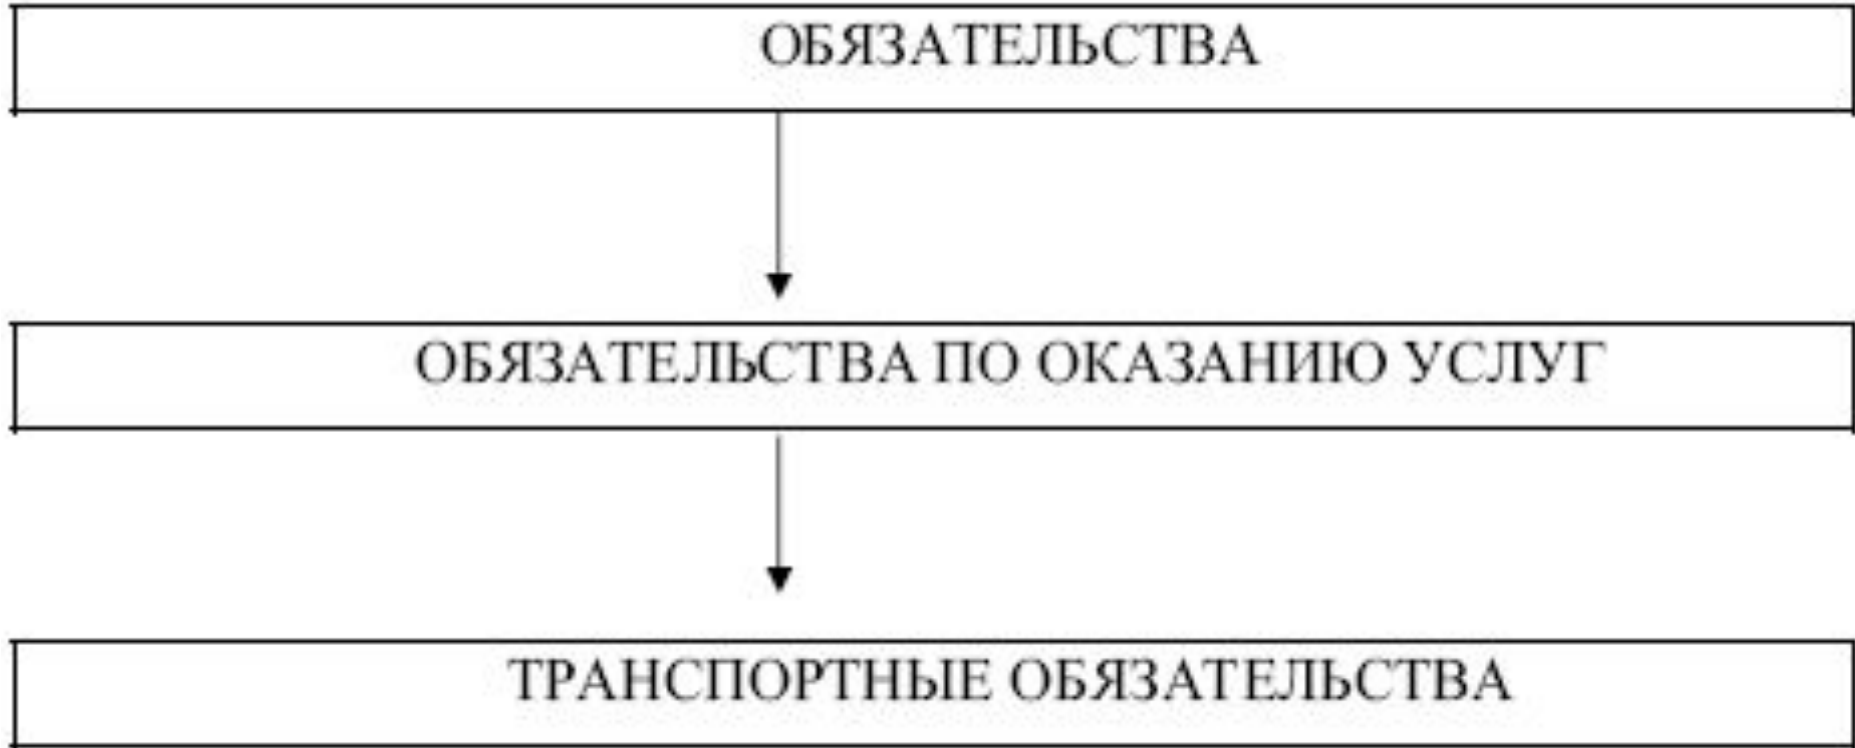 ОБЯЗАТЕЛЬСТВА
ОБЯЗАТЕЛЬСТВА ПО ОКАЗАНИЮ УСЛУГ
ТРАНСПОРТНЫЕ ОБЯЗАТЕЛЬСТВА